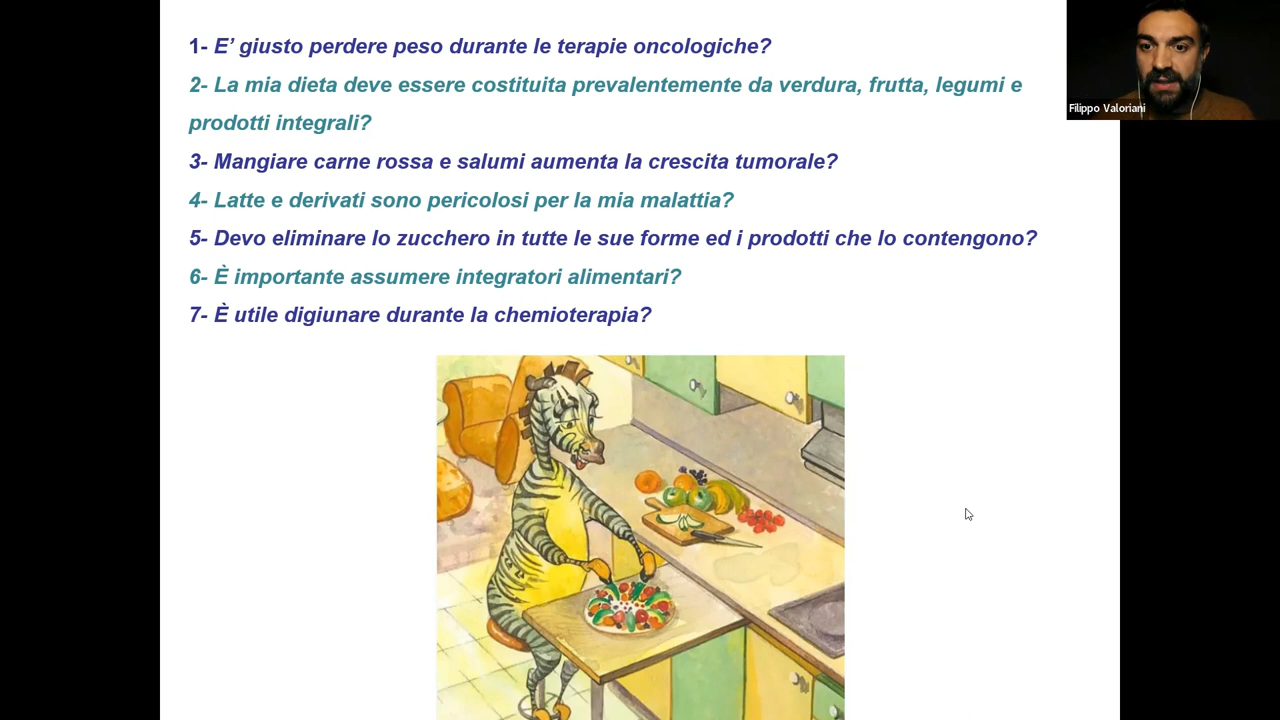 1- E’ giusto perdere peso durante le terapie oncologiche?
2- La mia dieta deve essere costituita prevalentemente da verdura, frutta, legumi e
prodotti integrali?
3- Mangiare carne rossa e salumi aumenta la crescita tumorale?
4- Latte e derivati sono pericolosi per la mia malattia?
5- Devo eliminare lo zucchero in tutte le sue forme ed i prodotti che lo contengono?
6- È importante assumere integratori alimentari?
7- È utile digiunare durante la chemioterapia?
Filippo Valoriani